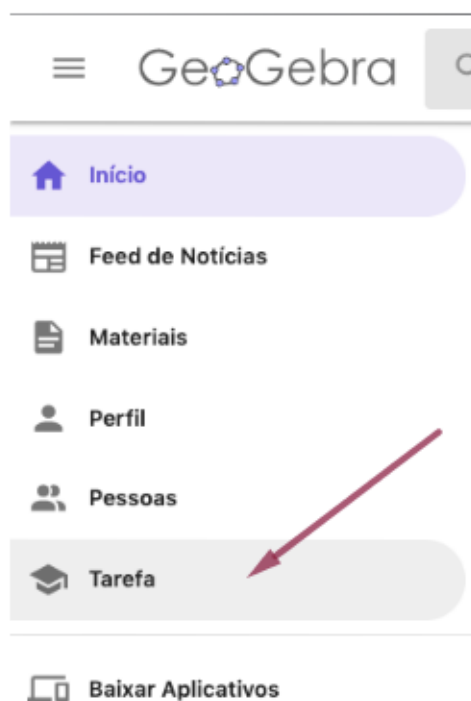 GeoGebra
Início
Feed de Notícias
Materiais
Perfil
Pessoas
Tarefa
Baixar Aplicativos